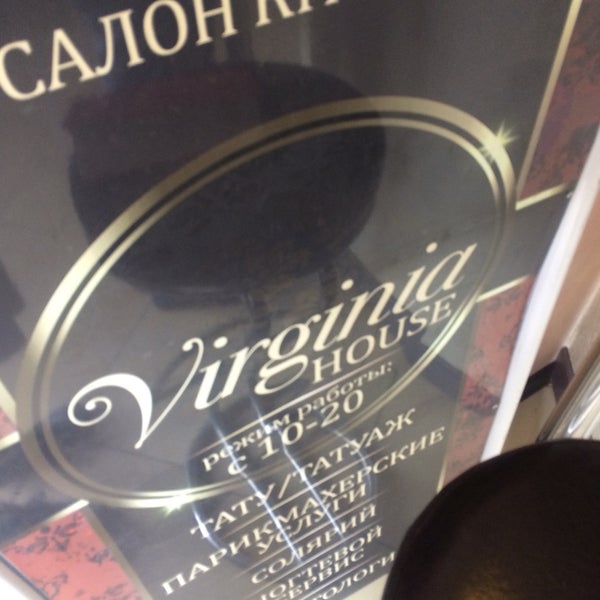 САЛОН
Virginia
HOUSE
режим работы:
с 10-20
ТАТУ/ТАТУАЖ
ПАРИКМАХЕРСКИЕ
УСЛУГИ
СОЛЯРИЙ
НОГТЕВОЙ
СЕРВИС